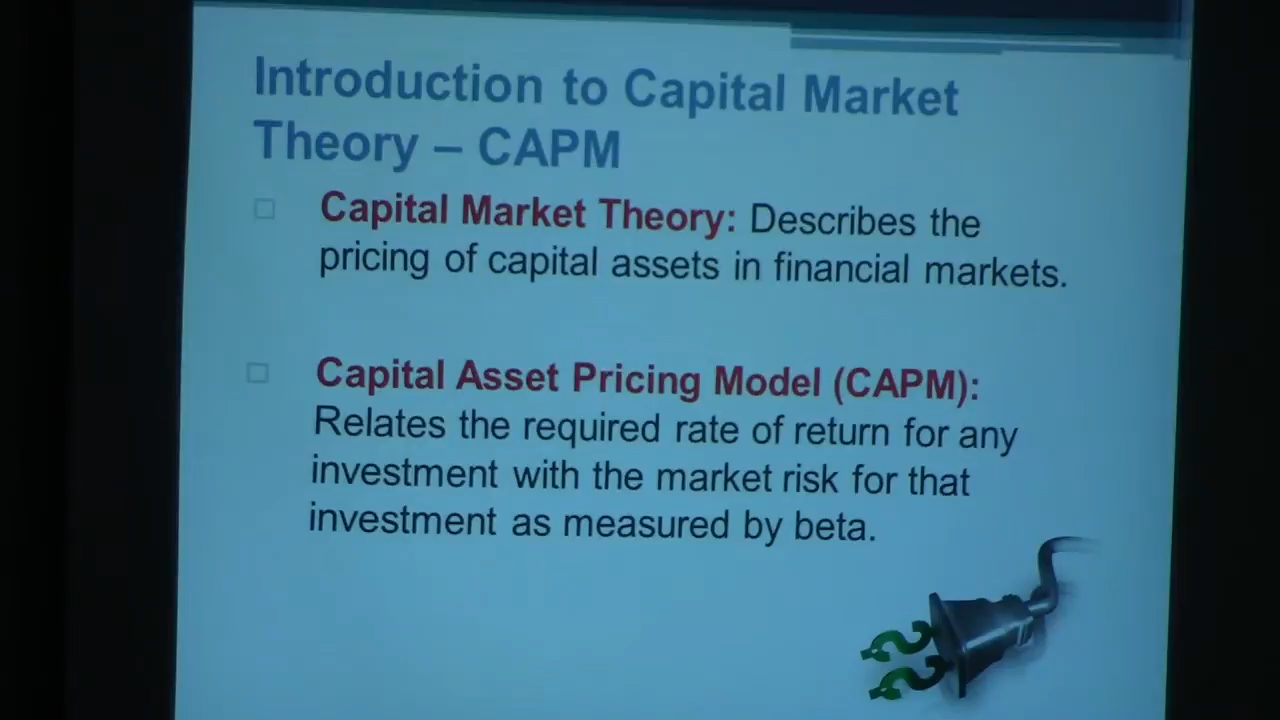 Introduction to Capital Market
Theory – CAPM
Capital Market Theory: Describes the
pricing of capital assets in financial markets.
Capital Asset Pricing Model (CAPM):
Relates the required rate of return for any
investment with the market risk for that
investment as measured by beta.